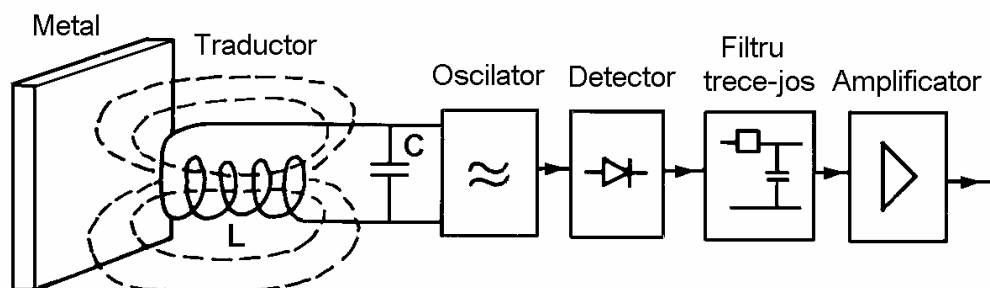 Metal
Traductor
Oscilator
Detector
Filtru
trece-jos
Amplificator
C
L